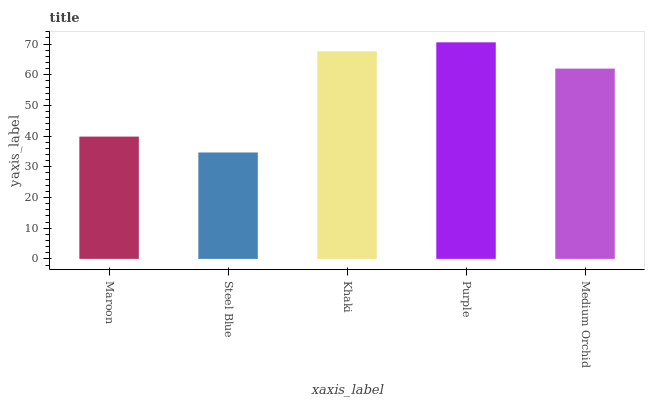 title
70
60
50
40
30
20
10
0
yaxis_label
Maroon
Steel Blue
Khaki
Purple
Medium Orchid
xaxis_label